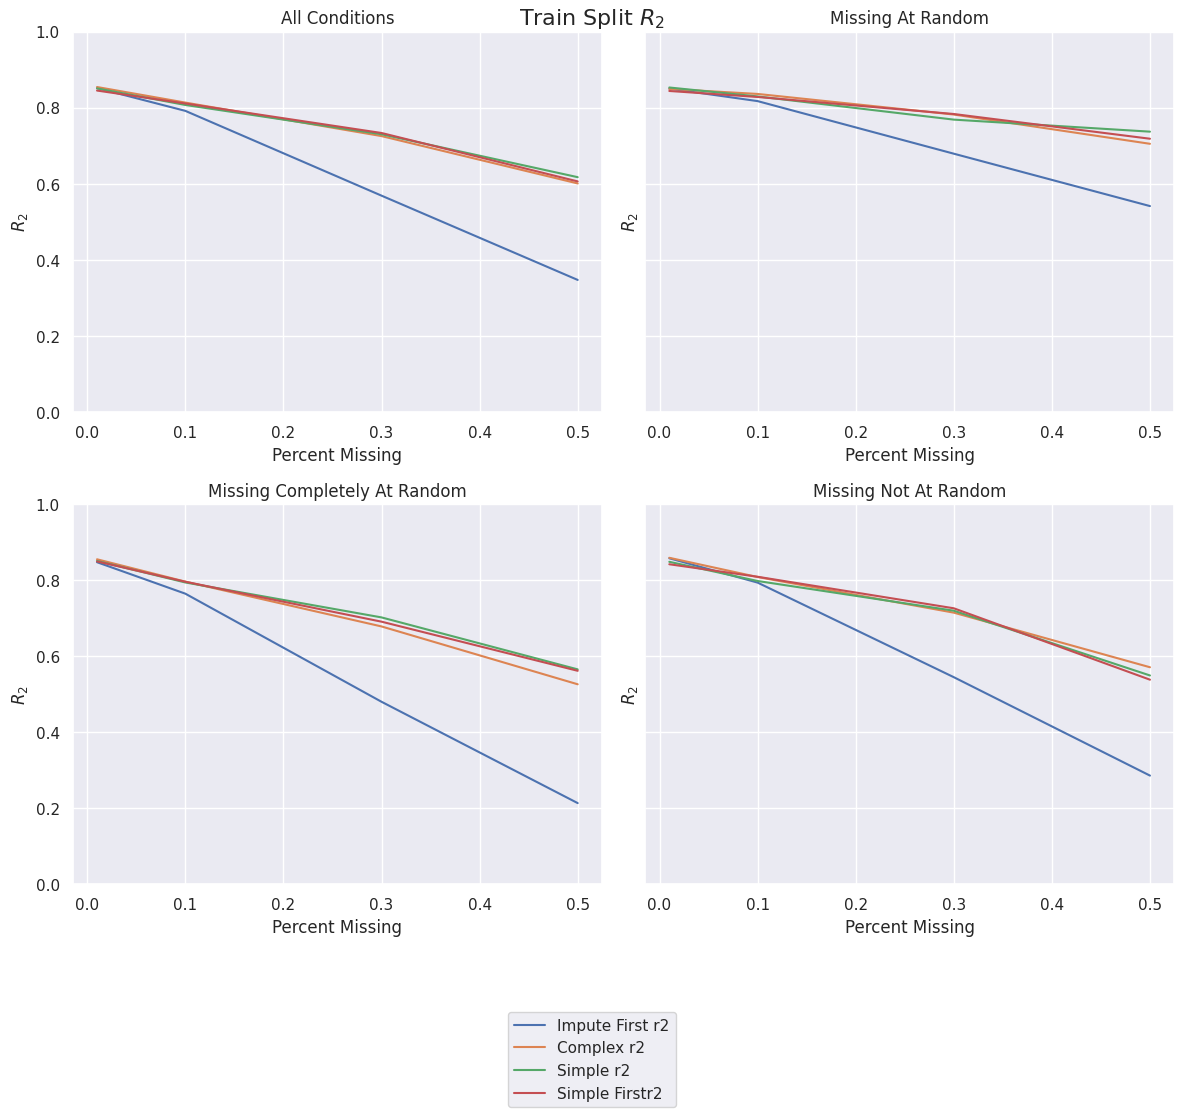 Train Split R₂
All Conditions
Missing At Random
1.0
0.8
0.6
0.4
0.2
0.0
R₂
R₂
0.0 0.1 0.2 0.3 0.4 0.5
0.0 0.1 0.2 0.3 0.4 0.5
Percent Missing
Percent Missing
Missing Completely At Random
Missing Not At Random
1.0
0.8
0.6
0.4
0.2
0.0
R₂
R₂
0.0 0.1 0.2 0.3 0.4 0.5
0.0 0.1 0.2 0.3 0.4 0.5
Percent Missing
Percent Missing
Impute First r2
Complex r2
Simple r2
Simple Firstr2